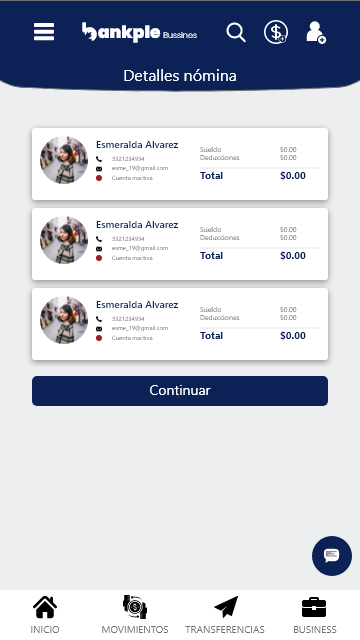 bankple Bussines
Detalles nómina
Esmeralda Alvarez
3321234934
esme_19@gmail.com
Cuenta inactiva
Sueldo $0.00
Deducciones $0.00
Total $0.00
Esmeralda Alvarez
3321234934
esme_19@gmail.com
Cuenta inactiva
Sueldo $0.00
Deducciones $0.00
Total $0.00
Esmeralda Alvarez
3321234934
esme_19@gmail.com
Cuenta inactiva
Sueldo $0.00
Deducciones $0.00
Total $0.00
Continuar
INICIO MOVIMIENTOS TRANSFERENCIAS BUSINESS